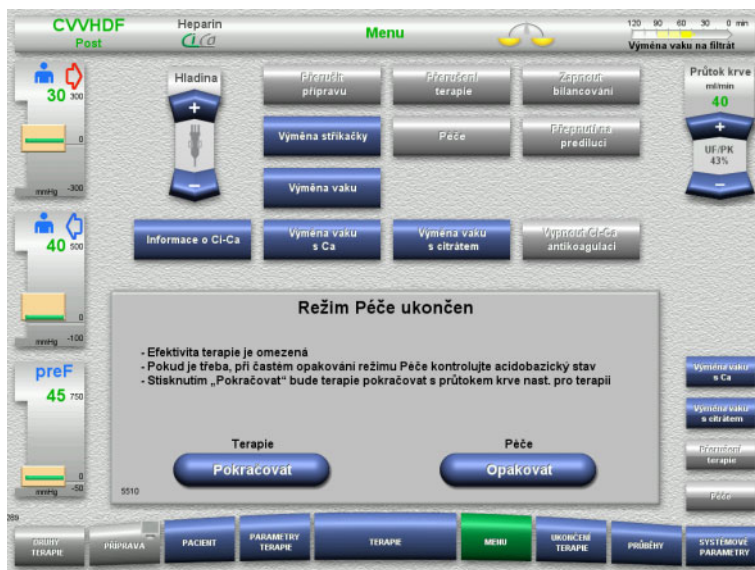 CVVHDF
Post
Heparin
Ci Ca
Menu
120 90 60 30 0 min
Výměna vaku na filtrát
30 300
0
mmHg -300
40 500
0
mmHg -100
preF
45 750
0
mmHg -50
Hladina
+
−
Přerušit
přípravu
Přerušení
terapie
Zapnout
bilancování
Výměna stříkačky
Péče
Přepnutí na
prediluci
Výměna vaku
Informace o Ci-Ca
Výměna vaku
s Ca
Výměna vaku
s citrátem
Vypnout Ci-Ca
antikoagulaci
Průtok krve
ml/min
40
+
UF/PK
43%
−
Režim Péče ukončen
- Efektivita terapie je omezená
- Pokud je třeba, při častém opakování režimu Péče kontrolujte acidobazický stav
- Stisknutím „Pokračovat“ bude terapie pokračovat s průtokem krve nast. pro terapii
Terapie
Pokračovat
Péče
Opakovat
5510
Výměna vaku
s Ca
Výměna vaku
s citrátem
Přerušení
terapie
Péče
DRUHY
TERAPIE
PŘÍPRAVA
PACIENT
PARAMETRY
TERAPIE
TERAPIE
MENU
UKONČENÍ
TERAPIE
PRŮBĚHY
SYSTÉMOVÉ
PARAMETRY